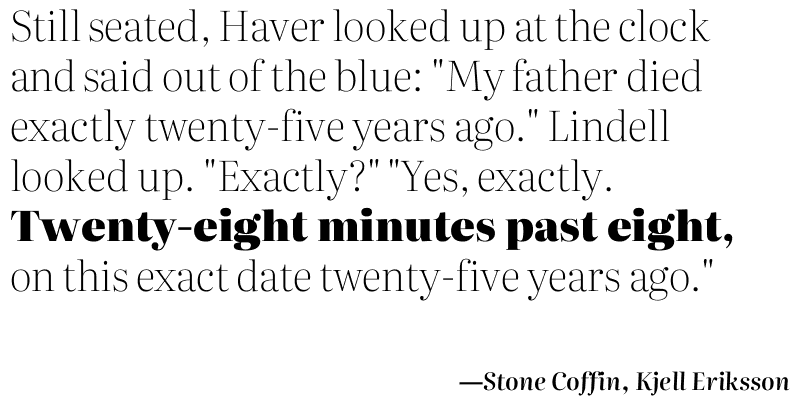 Still seated, Haver looked up at the clock
and said out of the blue: "My father died
exactly twenty-five years ago." Lindell
looked up. "Exactly?" "Yes, exactly.
Twenty-eight minutes past eight,
on this exact date twenty-five years ago."
—Stone Coffin, Kjell Eriksson